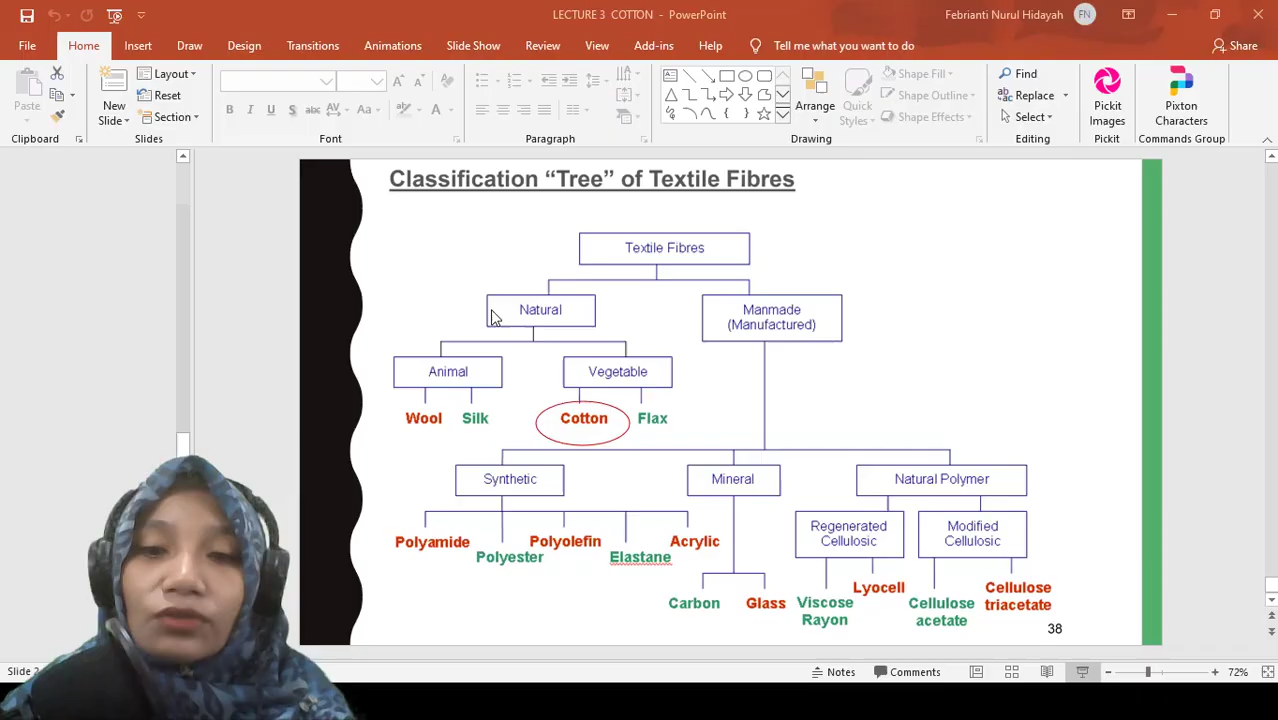 LECTURE 3 COTTON - PowerPoint
Febrianti Nurul Hidayah
FN
File
Home
Insert
Draw
Design
Transitions
Animations
Slide Show
Review
View
Add-ins
Help
Tell me what you want to do
Share
Paste
New
Slide
Layout
Reset
Section
B
I
U
S
abc
AV
Aa
A
Arrange
Quick
Styles
Shape Fill
Shape Outline
Shape Effects
Find
Replace
Select
Pickit
Images
Pixton
Characters
Clipboard
Slides
Font
Paragraph
Drawing
Editing
Pickit
Commands Group
Classification “Tree” of Textile Fibres
Textile Fibres
Natural
Manmade
(Manufactured)
Animal
Vegetable
Wool
Silk
Cotton
Flax
Synthetic
Mineral
Natural Polymer
Regenerated
Cellulosic
Modified
Cellulosic
Polyamide
Polyester
Polyolefin
Elastane
Acrylic
Carbon
Glass
Viscose
Rayon
Lyocell
Cellulose
acetate
Cellulose
triacetate
38
Slide
Notes
Comments
72%